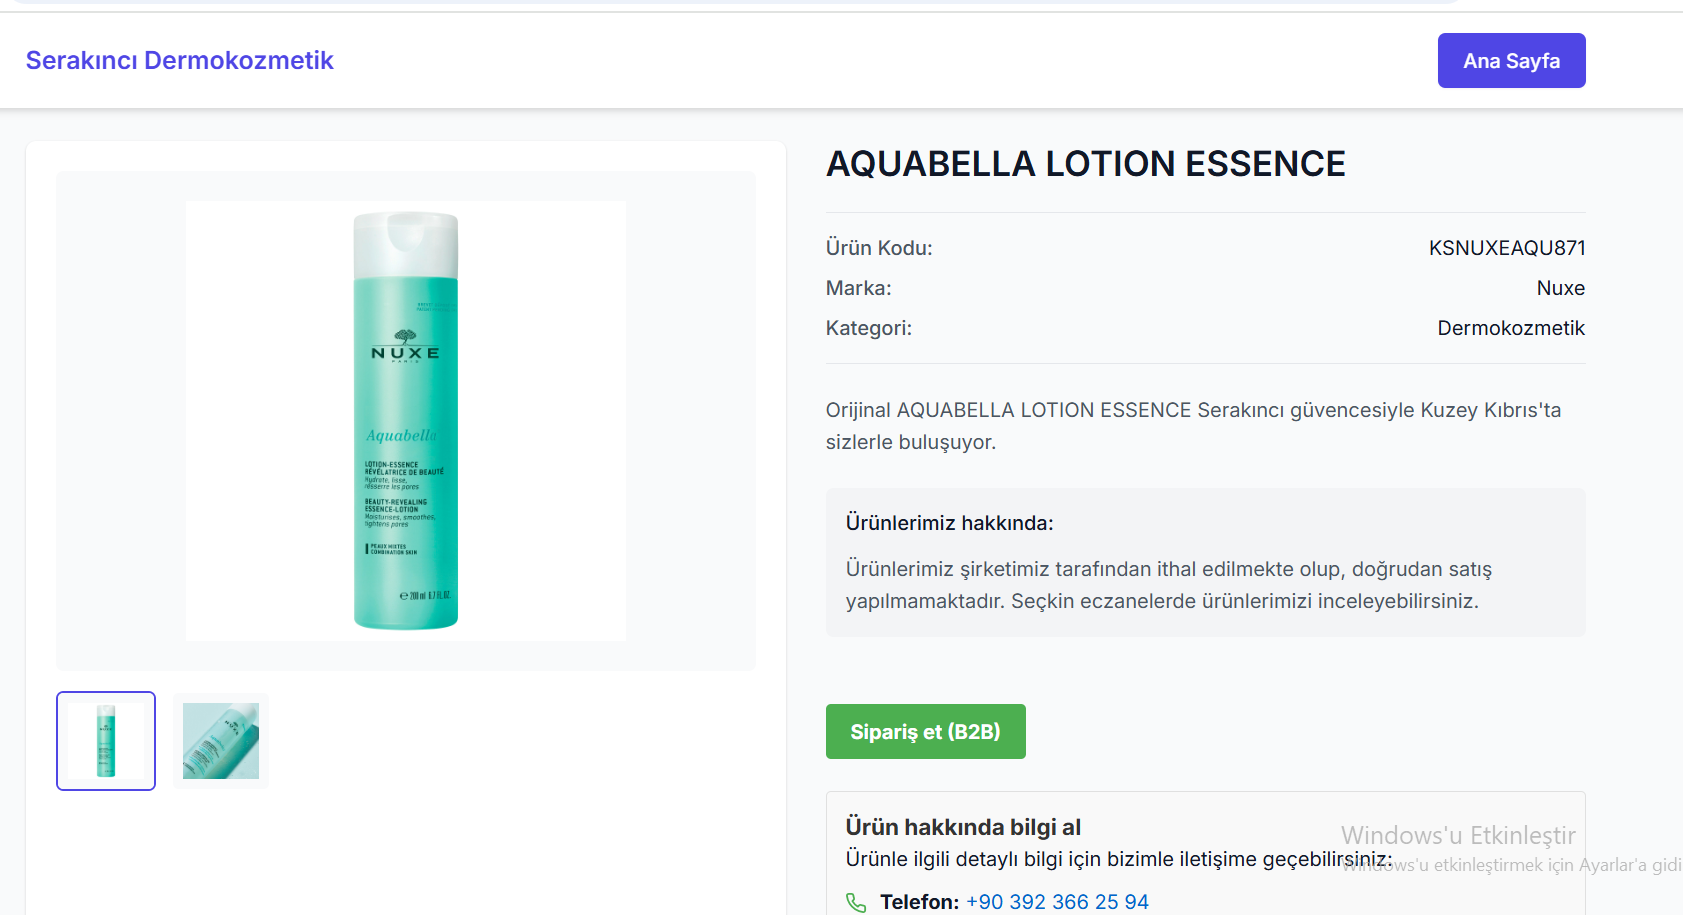 Serakıncı Dermokozmetik
Ana Sayfa
NUXE
PARIS
Aquabella
LOTION-ESSENCE
RÉVÉLATRICE DE BEAUTÉ
Hydrate, lisse,
resserre les pores
BEAUTY-REVEALING
ESSENCE-LOTION
Moisturises, smoothes,
tightens pores
PEAUX MIXTES
COMBINATION SKIN
℮ 200 ml 6.7 FL.OZ.
AQUABELLA LOTION ESSENCE
Ürün Kodu: KSNUXEAQU871
Marka: Nuxe
Kategori: Dermokozmetik
Orijinal AQUABELLA LOTION ESSENCE Serakıncı güvencesiyle Kuzey Kıbrıs'ta
sizlerle buluşuyor.
Ürünlerimiz hakkında:
Ürünlerimiz şirketimiz tarafından ithal edilmekte olup, doğrudan satış
yapılmamaktadır. Seçkin eczanelerde ürünlerimizi inceleyebilirsiniz.
Sipariş et (B2B)
Ürün hakkında bilgi al
Ürünle ilgili detaylı bilgi için bizimle iletişime geçebilirsiniz:
Telefon: +90 392 366 25 94
Windows'u Etkinleştir
Windows'u etkinleştirmek için Ayarlar'a gidi